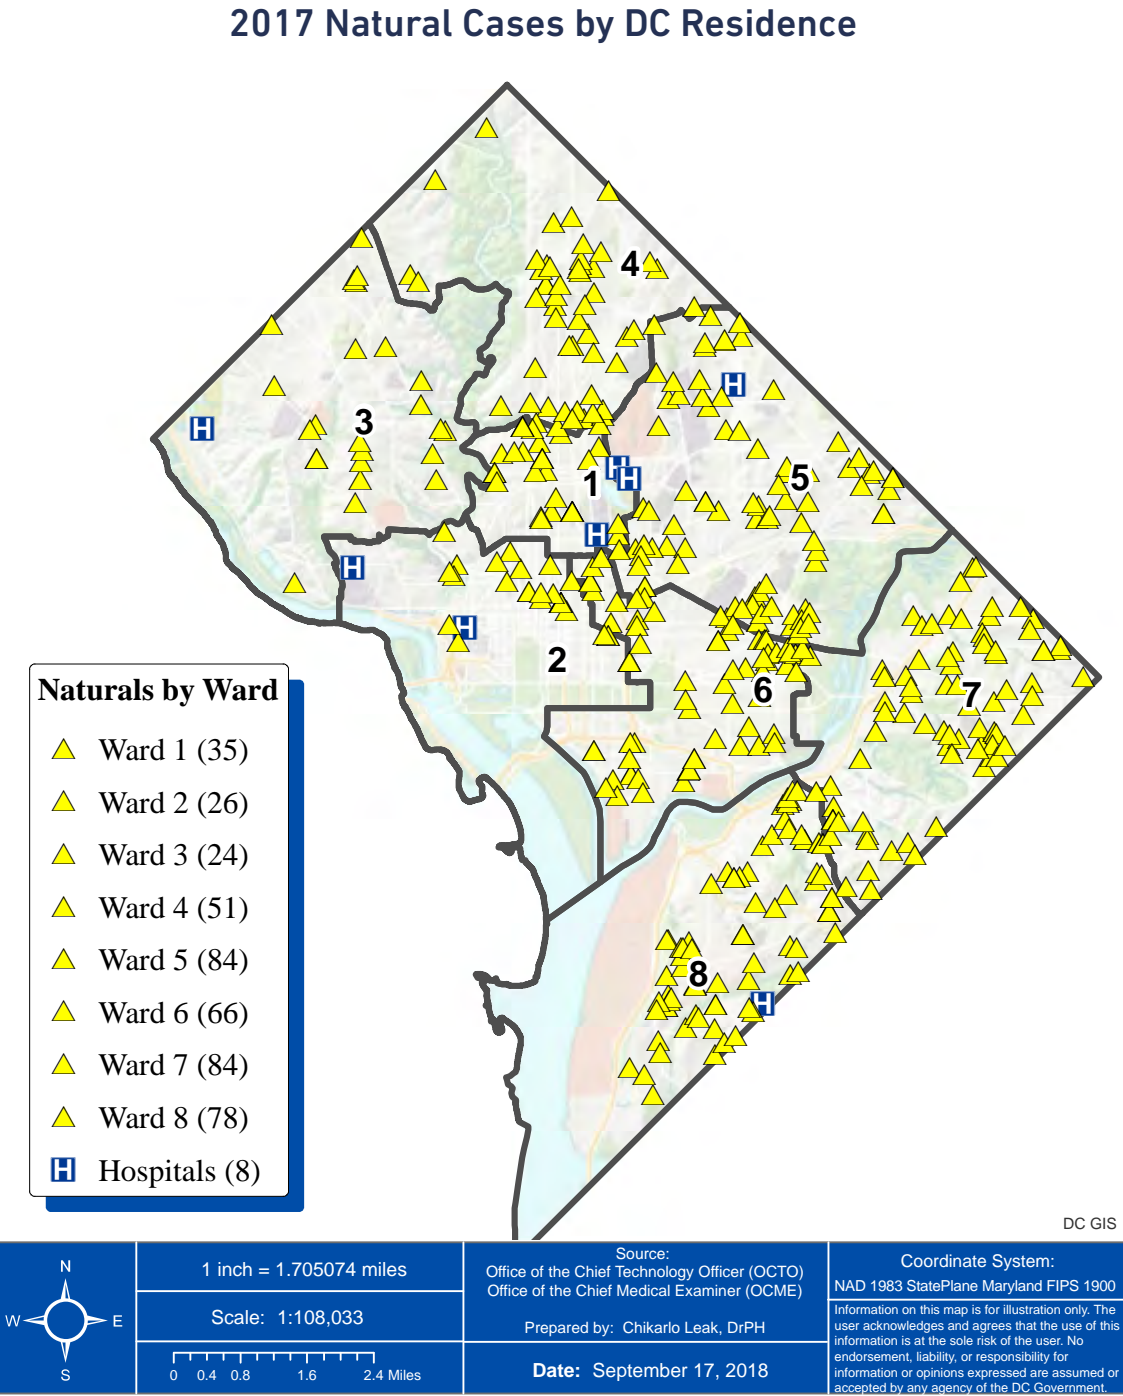 2017 Natural Cases by DC Residence
4
3
H
H
5
H
1
H
H
H
H
2
6
7
8
H
Naturals by Ward
Ward 1 (35)
Ward 2 (26)
Ward 3 (24)
Ward 4 (51)
Ward 5 (84)
Ward 6 (66)
Ward 7 (84)
Ward 8 (78)
H Hospitals (8)
DC GIS
N
W E
S
1 inch = 1.705074 miles
Scale: 1:108,033
0 0.4 0.8 1.6 2.4 Miles
Source:
Office of the Chief Technology Officer (OCTO)
Office of the Chief Medical Examiner (OCME)
Prepared by: Chikarlo Leak, DrPH
Date: September 17, 2018
Coordinate System:
NAD 1983 StatePlane Maryland FIPS 1900
Information on this map is for illustration only. The
user acknowledges and agrees that the use of this
information is at the sole risk of the user. No
endorsement, liability, or responsibility for
information or opinions expressed are assumed or
accepted by any agency of the DC Government.